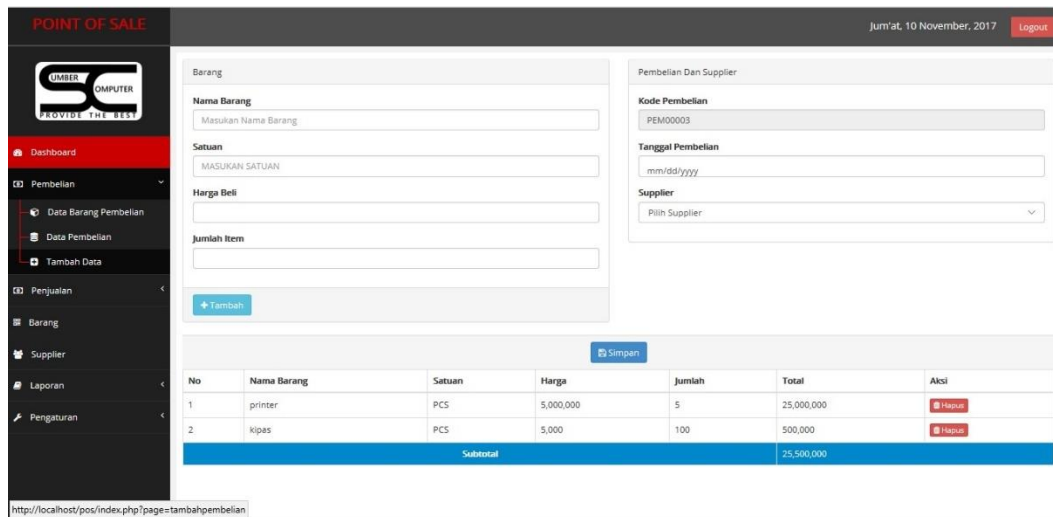 POINT OF SALE
Jum'at, 10 November, 2017
Logout
UMBER
OMPUTER
SC
PROVIDE THE BEST
Dashboard
Pembelian
Data Barang Pembelian
Data Pembelian
Tambah Data
Penjualan
Barang
Supplier
Laporan
Pengaturan
Barang
Nama Barang
Masukan Nama Barang
Satuan
MASUKAN SATUAN
Harga Beli
Jumlah Item
+ Tambah
Pembelian Dan Supplier
Kode Pembelian
PEM00003
Tanggal Pembelian
mm/dd/yyyy
Supplier
Pilih Supplier
Simpan
No Nama Barang Satuan Harga Jumlah Total Aksi
1 printer PCS 5,000,000 5 25,000,000 Hapus
2 kipas PCS 5,000 100 500,000 Hapus
Subtotal 25,500,000
http://localhost/pos/index.php?page=tambahpembelian